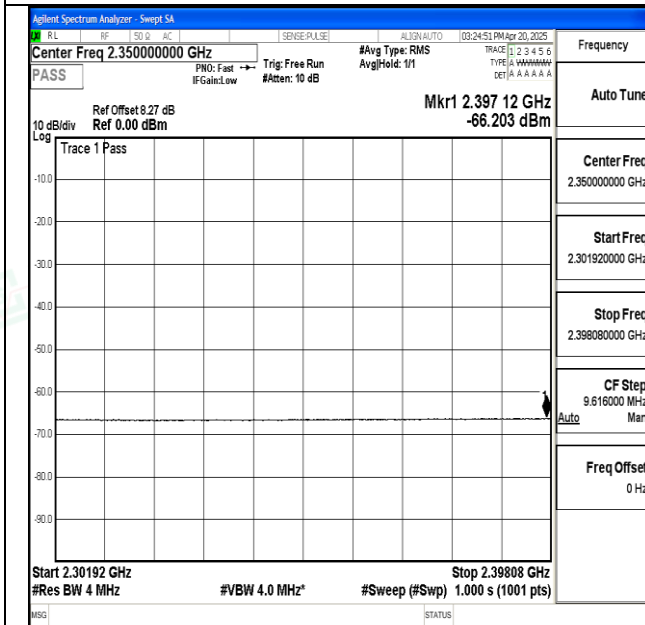 Agilent Spectrum Analyzer - Swept SA
RL RF 50 Ω AC SENSE:PULSE ALIGNAUTO 03:24:51 PM Apr 20, 2025
Center Freq 2.350000000 GHz
PASS
PNO: Fast
IFGain:Low
Trig: Free Run
#Atten: 10 dB
#Avg Type: RMS
Avg|Hold: 1/1
TRACE 1 2 3 4 5 6
TYPE A WWWWW
DET A A A A A A
Ref Offset 8.27 dB
10 dB/div Ref 0.00 dBm
Log
Mkr1 2.397 12 GHz
-66.203 dBm
Trace 1 Pass
-10.0
-20.0
-30.0
-40.0
-50.0
-60.0
-70.0
-80.0
-90.0
1
Start 2.30192 GHz
Stop 2.39808 GHz
#Res BW 4 MHz
#VBW 4.0 MHz*
#Sweep (#Swp) 1.000 s (1001 pts)
MSG
STATUS
Frequency
Auto Tune
Center Freq
2.350000000 GHz
Start Freq
2.301920000 GHz
Stop Freq
2.398080000 GHz
CF Step
9.616000 MHz
Auto Man
Freq Offset
0 Hz